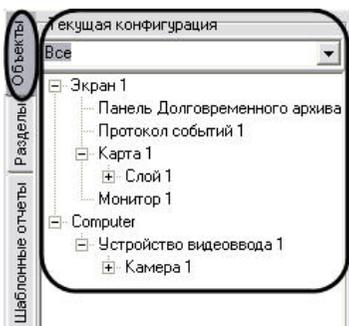 Объекты
Разделы
Шаблонные отчеты
Текущая конфигурация
Все
Экран 1
Панель Долговременного архива
Протокол событий 1
Карта 1
Слой 1
Монитор 1
Computer
Устройство видеоввода 1
Камера 1